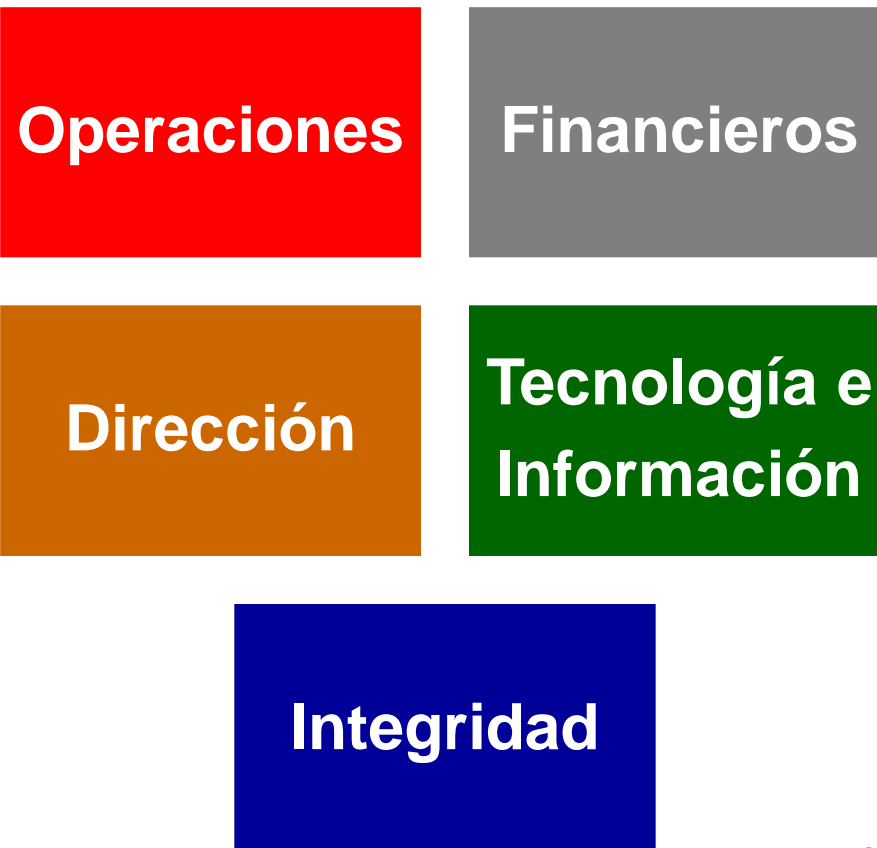 Operaciones
Financieros
Dirección
Tecnología e
Información
Integridad